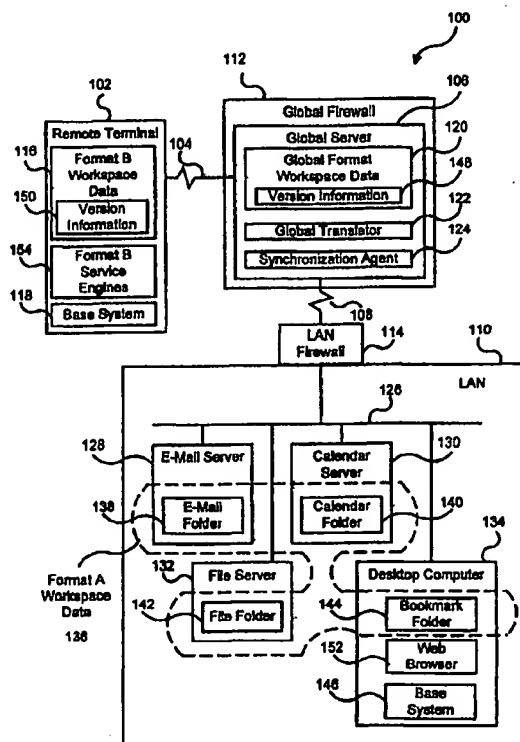 100
112
106
102
Global Firewall
Remote Terminal
Global Server
120
116
104
Format B
Workspace
Data
Global Format
Workspace Data
148
150
Version
Information
Version Information
122
Global Translator
124
154
Format B
Service
Engines
Synchronization Agent
118
Base System
108
LAN
Firewall
114
110
LAN
126
128
E-Mail Server
Calendar
Server
130
138
E-Mail
Folder
Calendar
Folder
140
134
132
File Server
Desktop Computer
Format A
Workspace
Data
136
142
File Folder
144
Bookmark
Folder
152
Web
Browser
146
Base
System